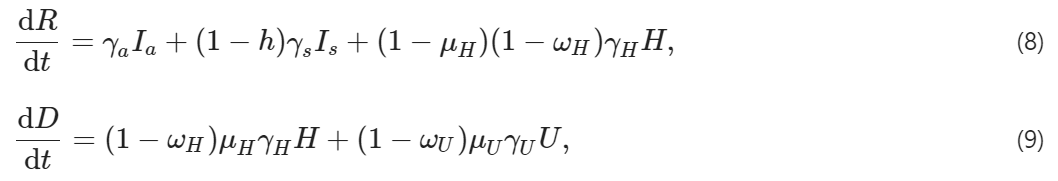 dR/dt = γ_a I_a + (1 − h)γ_s I_s + (1 − μ_H)(1 − ω_H)γ_H H, (8)
dD/dt = (1 − ω_H)μ_H γ_H H + (1 − ω_U)μ_U γ_U U, (9)